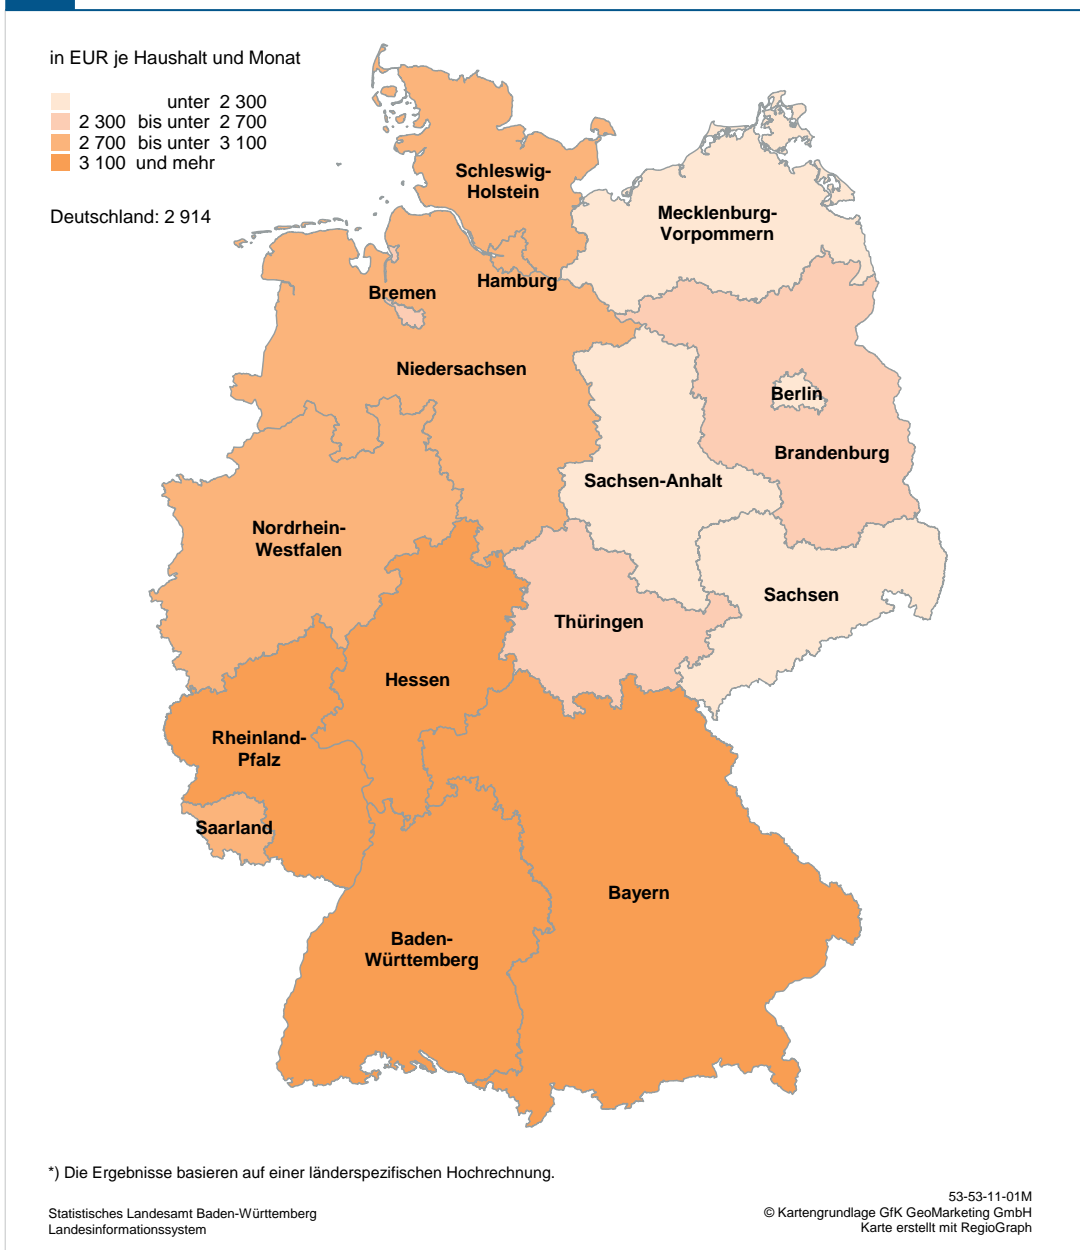 in EUR je Haushalt und Monat
unter 2 300
2 300 bis unter 2 700
2 700 bis unter 3 100
3 100 und mehr
Deutschland: 2 914
Schleswig-
Holstein
Mecklenburg-
Vorpommern
Hamburg
Bremen
Niedersachsen
Berlin
Brandenburg
Sachsen-Anhalt
Nordrhein-
Westfalen
Sachsen
Thüringen
Hessen
Rheinland-
Pfalz
Saarland
Bayern
Baden-
Württemberg
*) Die Ergebnisse basieren auf einer länderspezifischen Hochrechnung.
53-53-11-01M
Statistisches Landesamt Baden-Württemberg
© Kartengrundlage GfK GeoMarketing GmbH
Landesinformationssystem
Karte erstellt mit RegioGraph